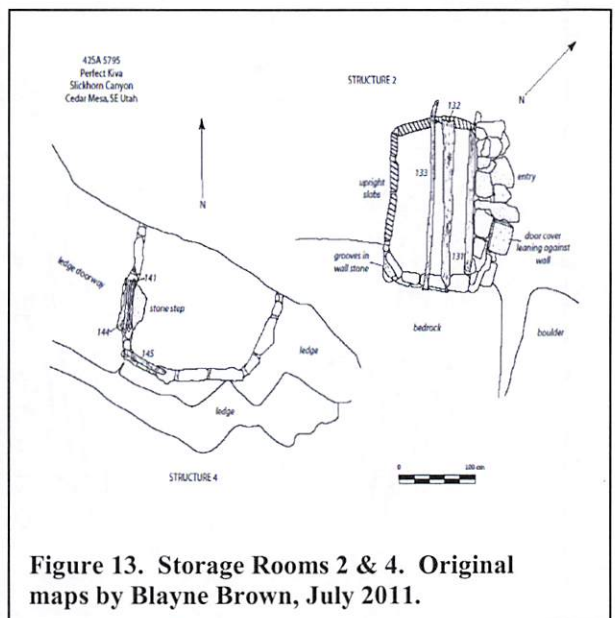 42SA 5795
Perfect Kiva
Slickhorn Canyon
Cedar Mesa, SE Utah
N
ledge doorway
141
stone step
144
145
ledge
ledge
STRUCTURE 4
STRUCTURE 2
N
132
133
upright
slabs
entry
131
door cover
leaning against
wall
grooves in
wall stone
bedrock
boulder
0
100 cm
Figure 13. Storage Rooms 2 & 4. Original
maps by Blayne Brown, July 2011.